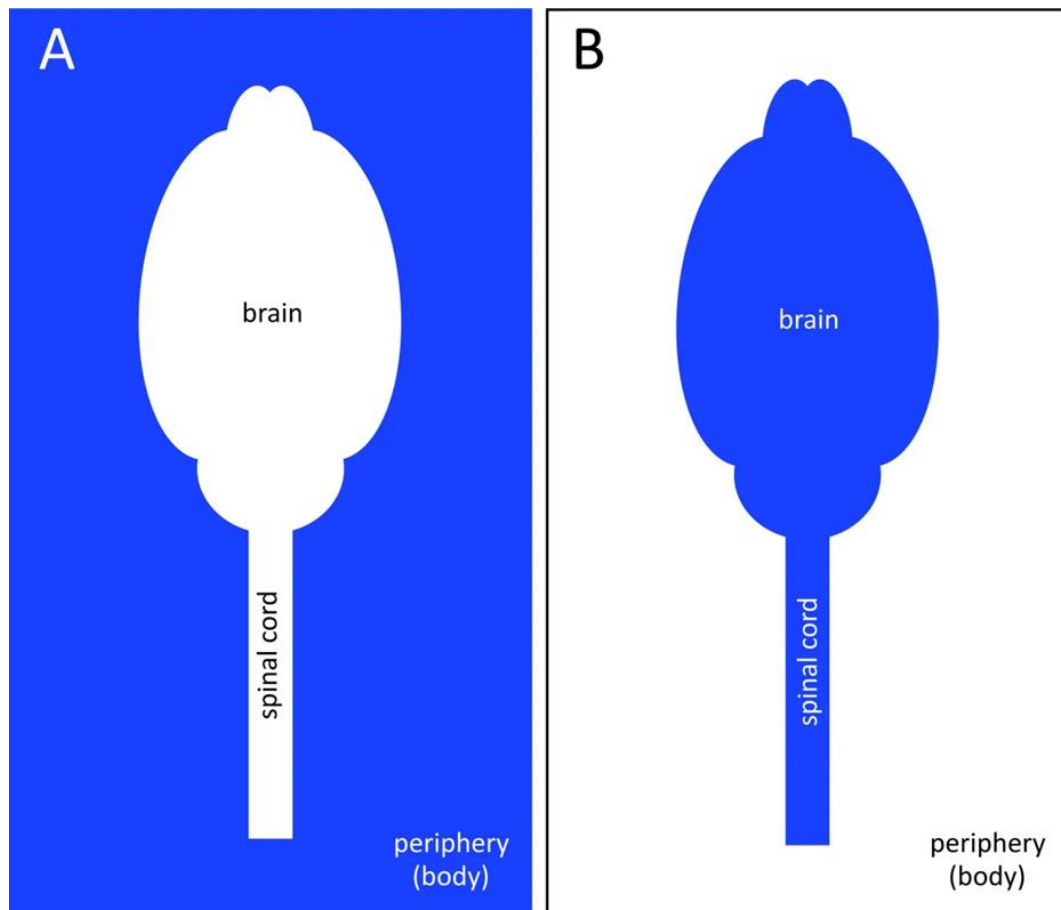 A
brain
spinal cord
periphery
(body)
B
brain
spinal cord
periphery
(body)